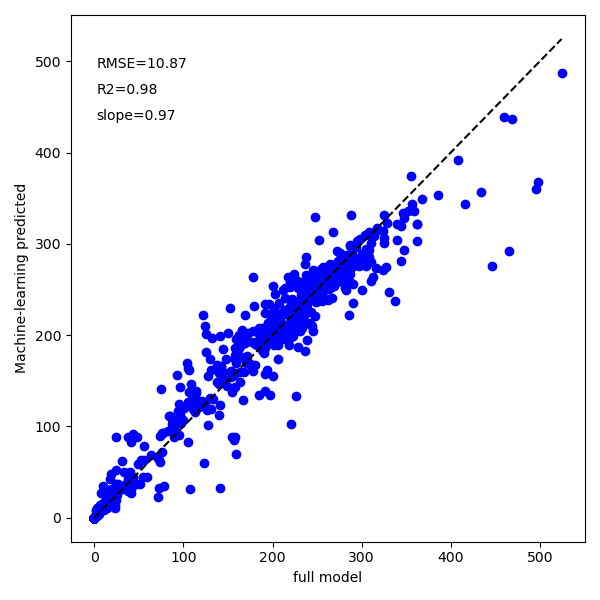 RMSE=10.87
R2=0.98
slope=0.97
Machine-learning predicted
500
400
300
200
100
0
0 100 200 300 400 500
full model